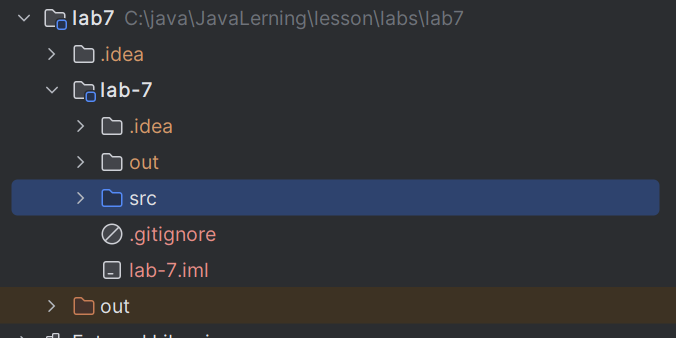 lab7 C:\java\JavaLerning\lesson\labs\lab7
.idea
lab-7
.idea
out
src
.gitignore
lab-7.iml
out